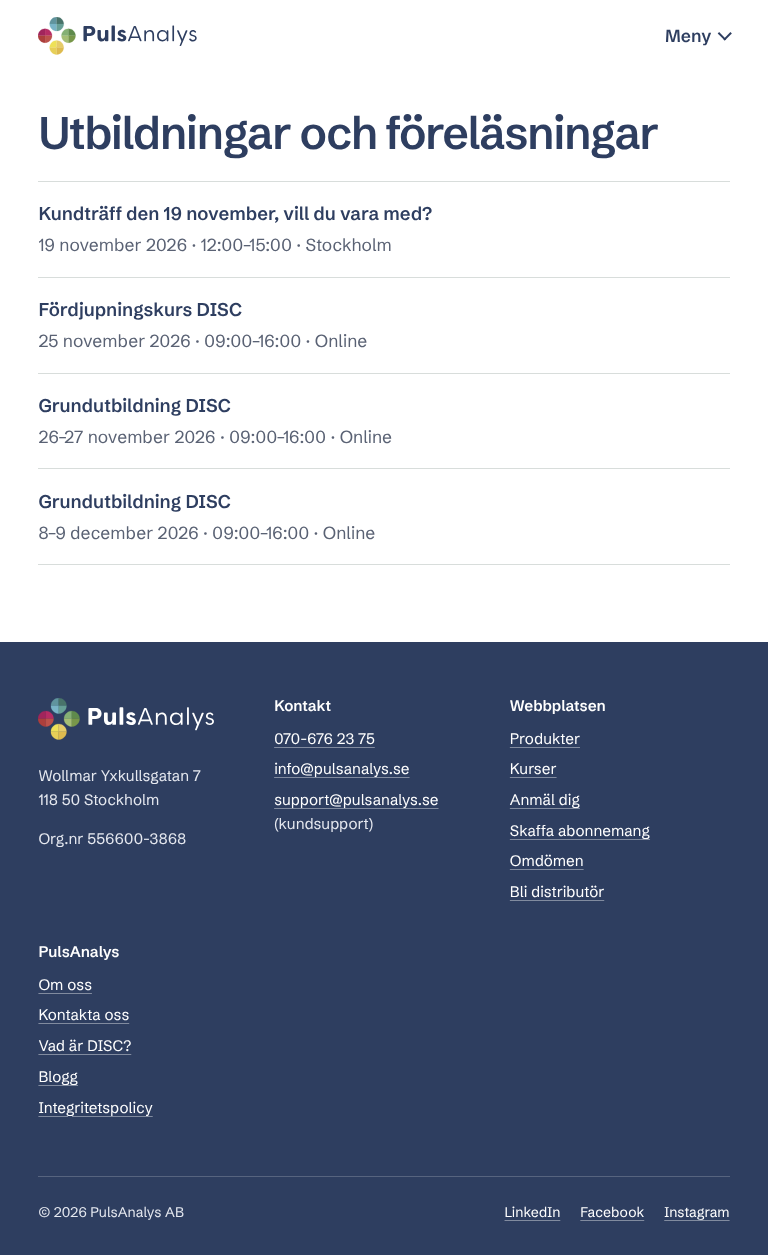 PulsAnalys
Meny
Utbildningar och föreläsningar
Kundträff den 19 november, vill du vara med?
19 november 2026 · 12:00–15:00 · Stockholm
Fördjupningskurs DISC
25 november 2026 · 09:00–16:00 · Online
Grundutbildning DISC
26–27 november 2026 · 09:00–16:00 · Online
Grundutbildning DISC
8–9 december 2026 · 09:00–16:00 · Online
PulsAnalys
Wollmar Yxkullsgatan 7
118 50 Stockholm
Org.nr 556600-3868
Kontakt
070-676 23 75
info@pulsanalys.se
support@pulsanalys.se
(kundsupport)
Webbplatsen
Produkter
Kurser
Anmäl dig
Skaffa abonnemang
Omdömen
Bli distributör
PulsAnalys
Om oss
Kontakta oss
Vad är DISC?
Blogg
Integritetspolicy
© 2026 PulsAnalys AB
LinkedIn Facebook Instagram